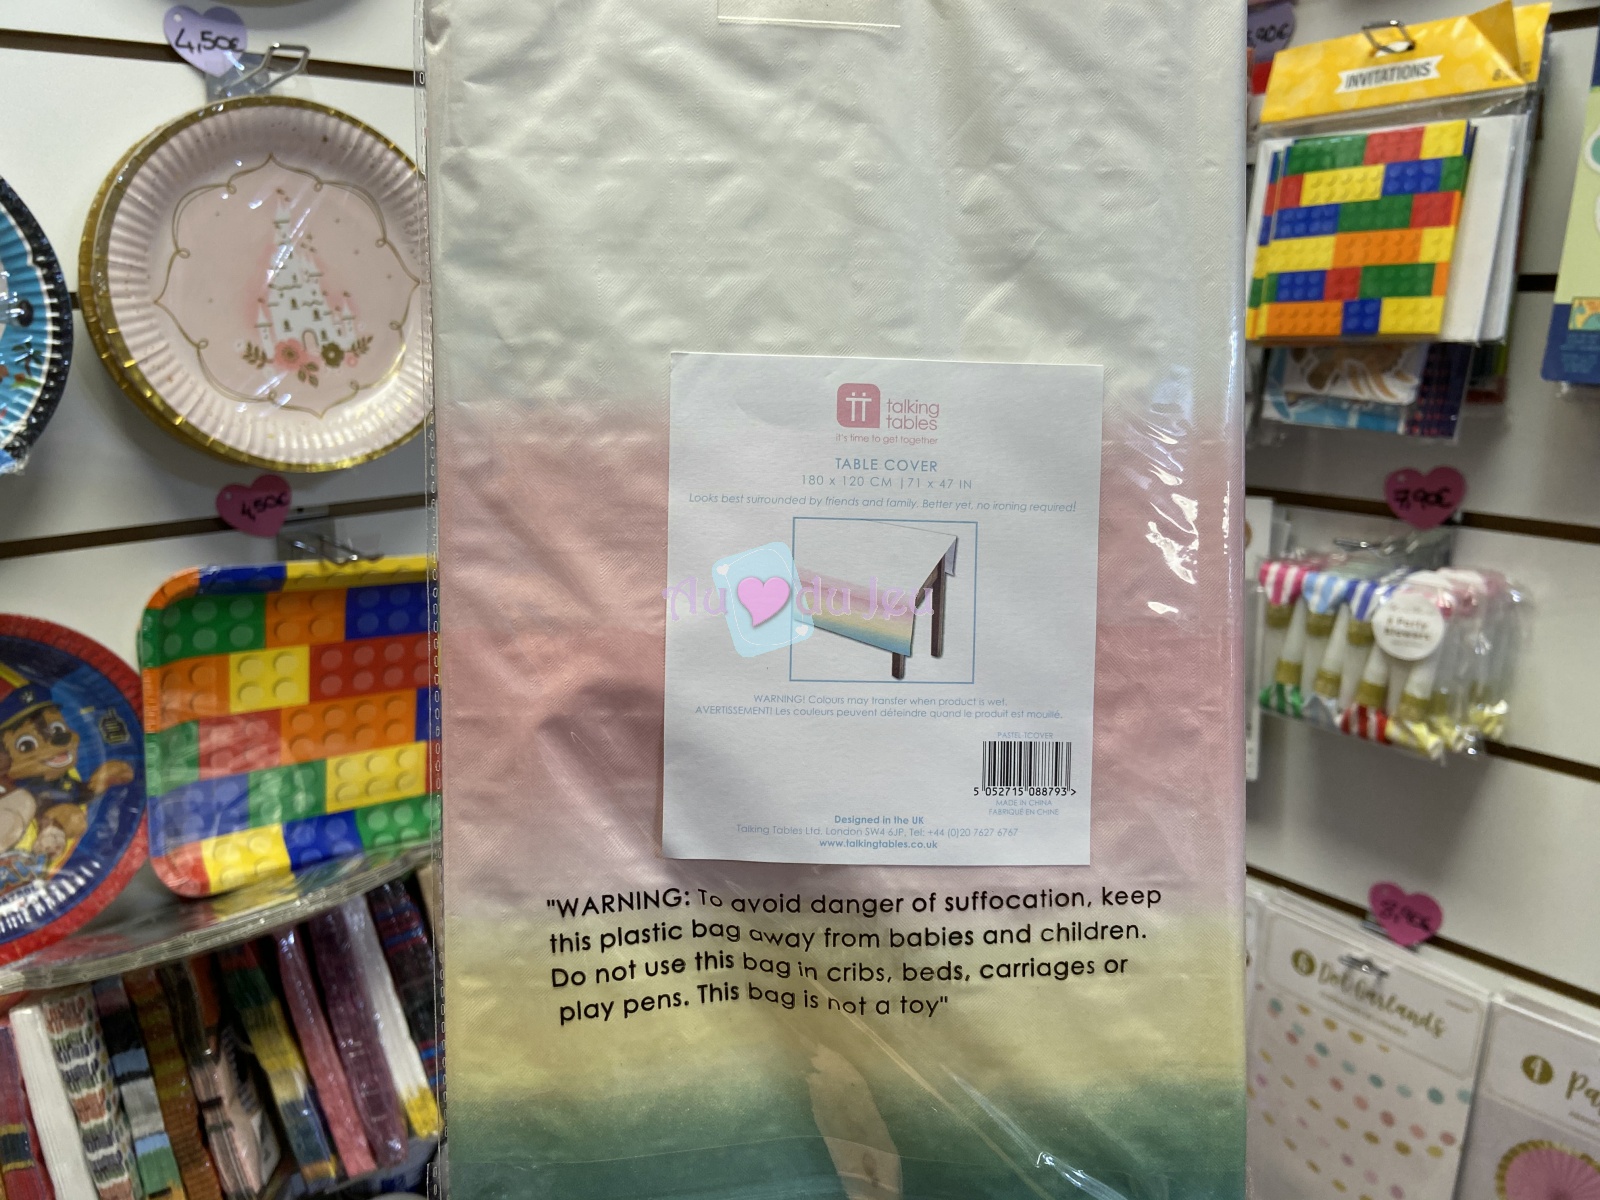 4,50€
INVITATIONS
talking
tables
it's time to get together
TABLE COVER
180 x 120 CM | 71 x 47 IN
Looks best surrounded by friends and family. Better yet, no ironing required!
Au du Jeu
WARNING! Colours may transfer when product is wet.
AVERTISSEMENT! Les couleurs peuvent déteindre quand le produit est mouillé.
PASTEL TCOVER
5 052715 088793 >
MADE IN CHINA
FABRIQUÉ EN CHINE
Designed in the UK
Talking Tables Ltd. London SW4 6JP, Tel: +44 (0)20 7627 6767
www.talkingtables.co.uk
"WARNING: To avoid danger of suffocation, keep
this plastic bag away from babies and children.
Do not use this bag in cribs, beds, carriages or
play pens. This bag is not a toy"
4,50€
7,90€
Party
Blowers
6 Dot Garlands